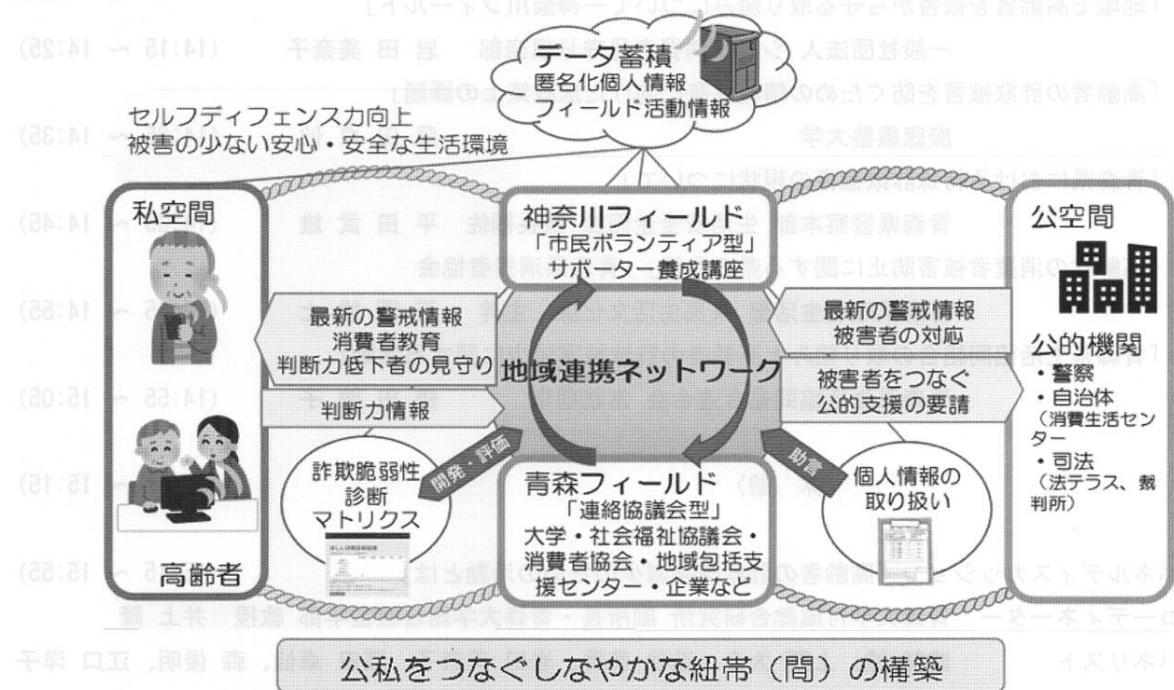 データ蓄積
匿名化個人情報
フィールド活動情報
セルフディフェンス力向上
被害の少ない安心・安全な生活環境
私空間
高齢者
神奈川フィールド
「市民ボランティア型」
サポーター養成講座
公空間
公的機関
・警察
・自治体
（消費生活セン
ター
・司法
（法テラス、裁
判所）
最新の警戒情報
消費者教育
判断力低下者の見守り
判断力情報
地域連携ネットワーク
最新の警戒情報
被害者の対応
被害者をつなぐ
公的支援の要請
詐欺脆弱性
診断
マトリクス
開発・評価
助言
個人情報の
取り扱い
青森フィールド
「連絡協議会型」
大学・社会福祉協議会・
消費者協会・地域包括支
援センター・企業など
公私をつなぐしなやかな紐帯（間）の構築